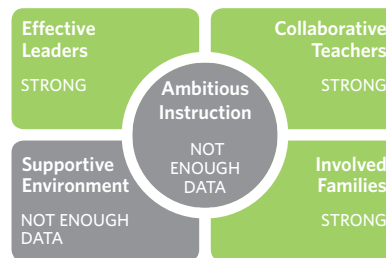 Effective
Leaders
STRONG
Collaborative
Teachers
STRONG
Ambitious
Instruction
NOT
ENOUGH
DATA
Supportive
Environment
NOT ENOUGH
DATA
Involved
Families
STRONG